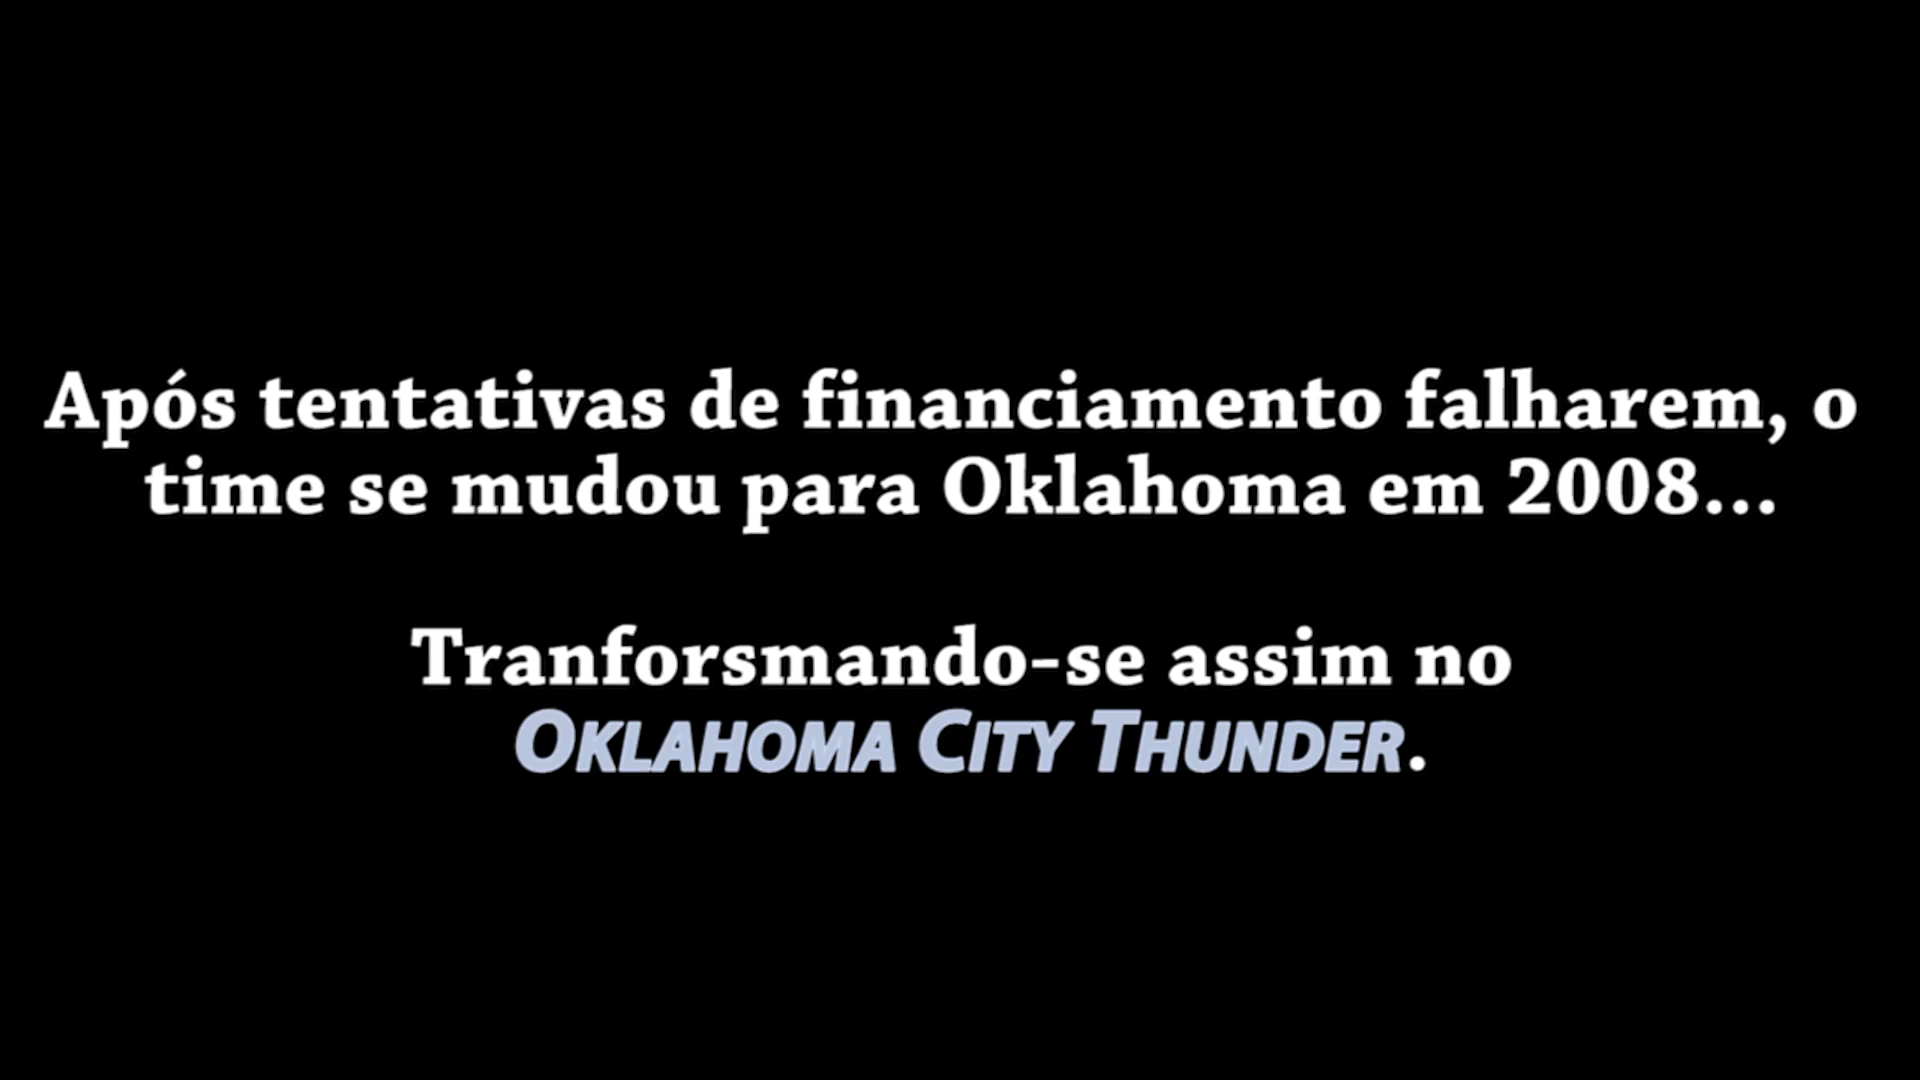 Após tentativas de financiamento falharem, o
time se mudou para Oklahoma em 2008...
Tranforsmando-se assim no
OKLAHOMA CITY THUNDER.